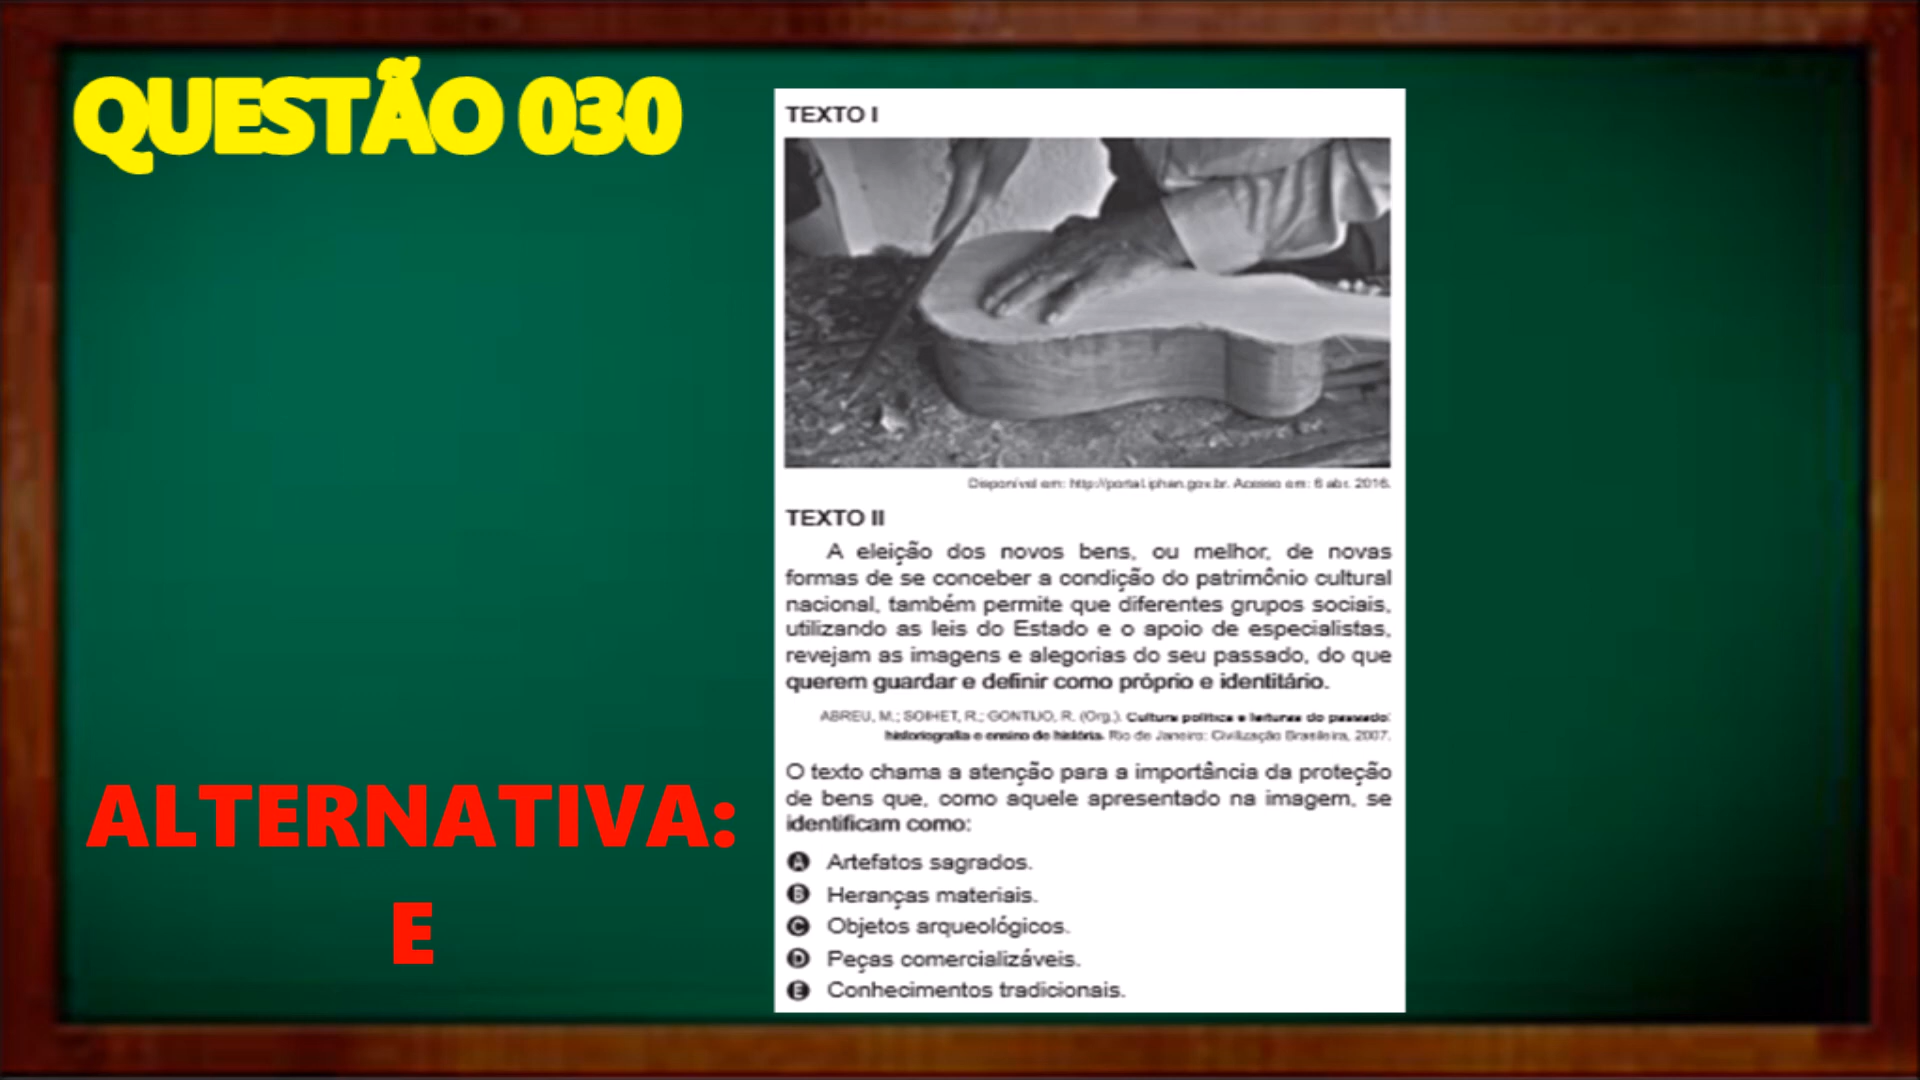 QUESTÃO 030
TEXTO I
Disponível em: http://portal.iphan.gov.br. Acesso em: 6 abr. 2016.
TEXTO II
A eleição dos novos bens, ou melhor, de novas
formas de se conceber a condição do patrimônio cultural
nacional, também permite que diferentes grupos sociais,
utilizando as leis do Estado e o apoio de especialistas,
revejam as imagens e alegorias do seu passado, do que
querem guardar e definir como próprio e identitário.
ABREU, M.; SOIHET, R.; GONTIJO, R. (Org.). Cultura política e leituras do passado:
historiografia e ensino de história. Rio de Janeiro: Civilização Brasileira, 2007.
O texto chama a atenção para a importância da proteção
de bens que, como aquele apresentado na imagem, se
identificam como:
A Artefatos sagrados.
B Heranças materiais.
C Objetos arqueológicos.
D Peças comercializáveis.
E Conhecimentos tradicionais.
ALTERNATIVA:
E